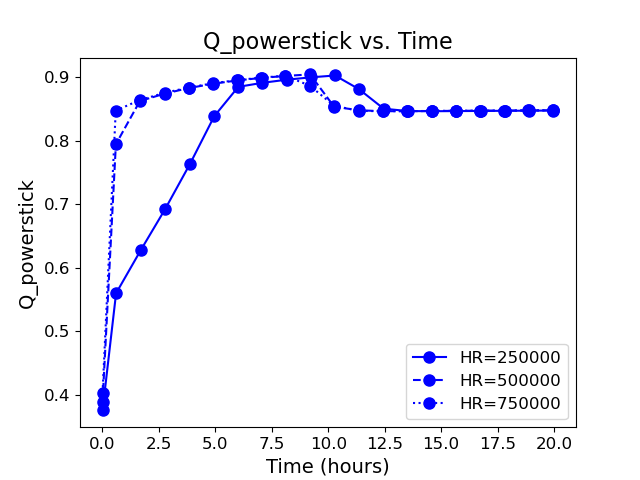 Q_powerstick vs. Time
Q_powerstick
0.9
0.8
0.7
0.6
0.5
0.4
HR=250000
HR=500000
HR=750000
0.0 2.5 5.0 7.5 10.0 12.5 15.0 17.5 20.0
Time (hours)